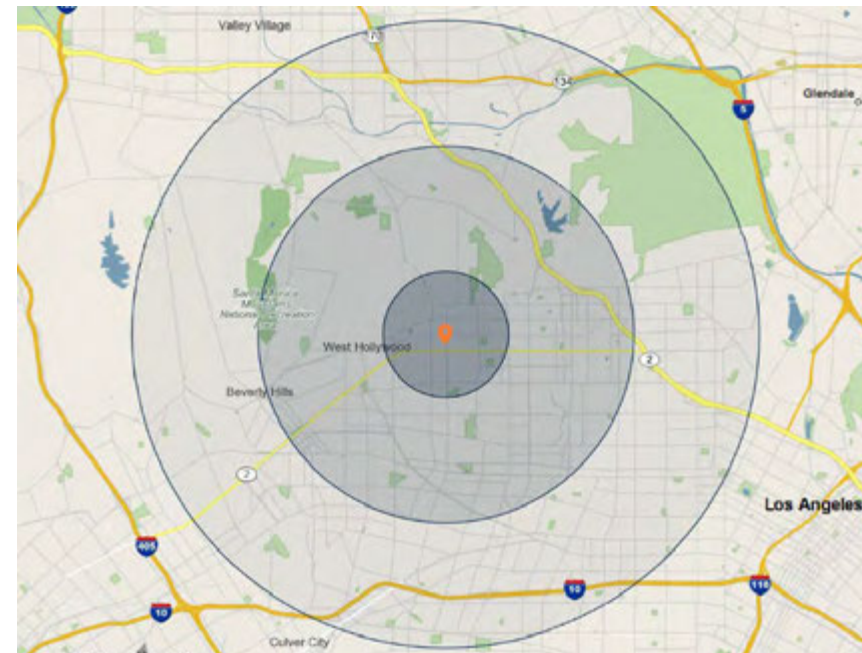 Valley Village
170
134
Glendale
5
Santa Monica
Mountains
National Recreation
Area
West Hollywood
2
Beverly Hills
2
Los Angeles
405
10
110
10
Culver City